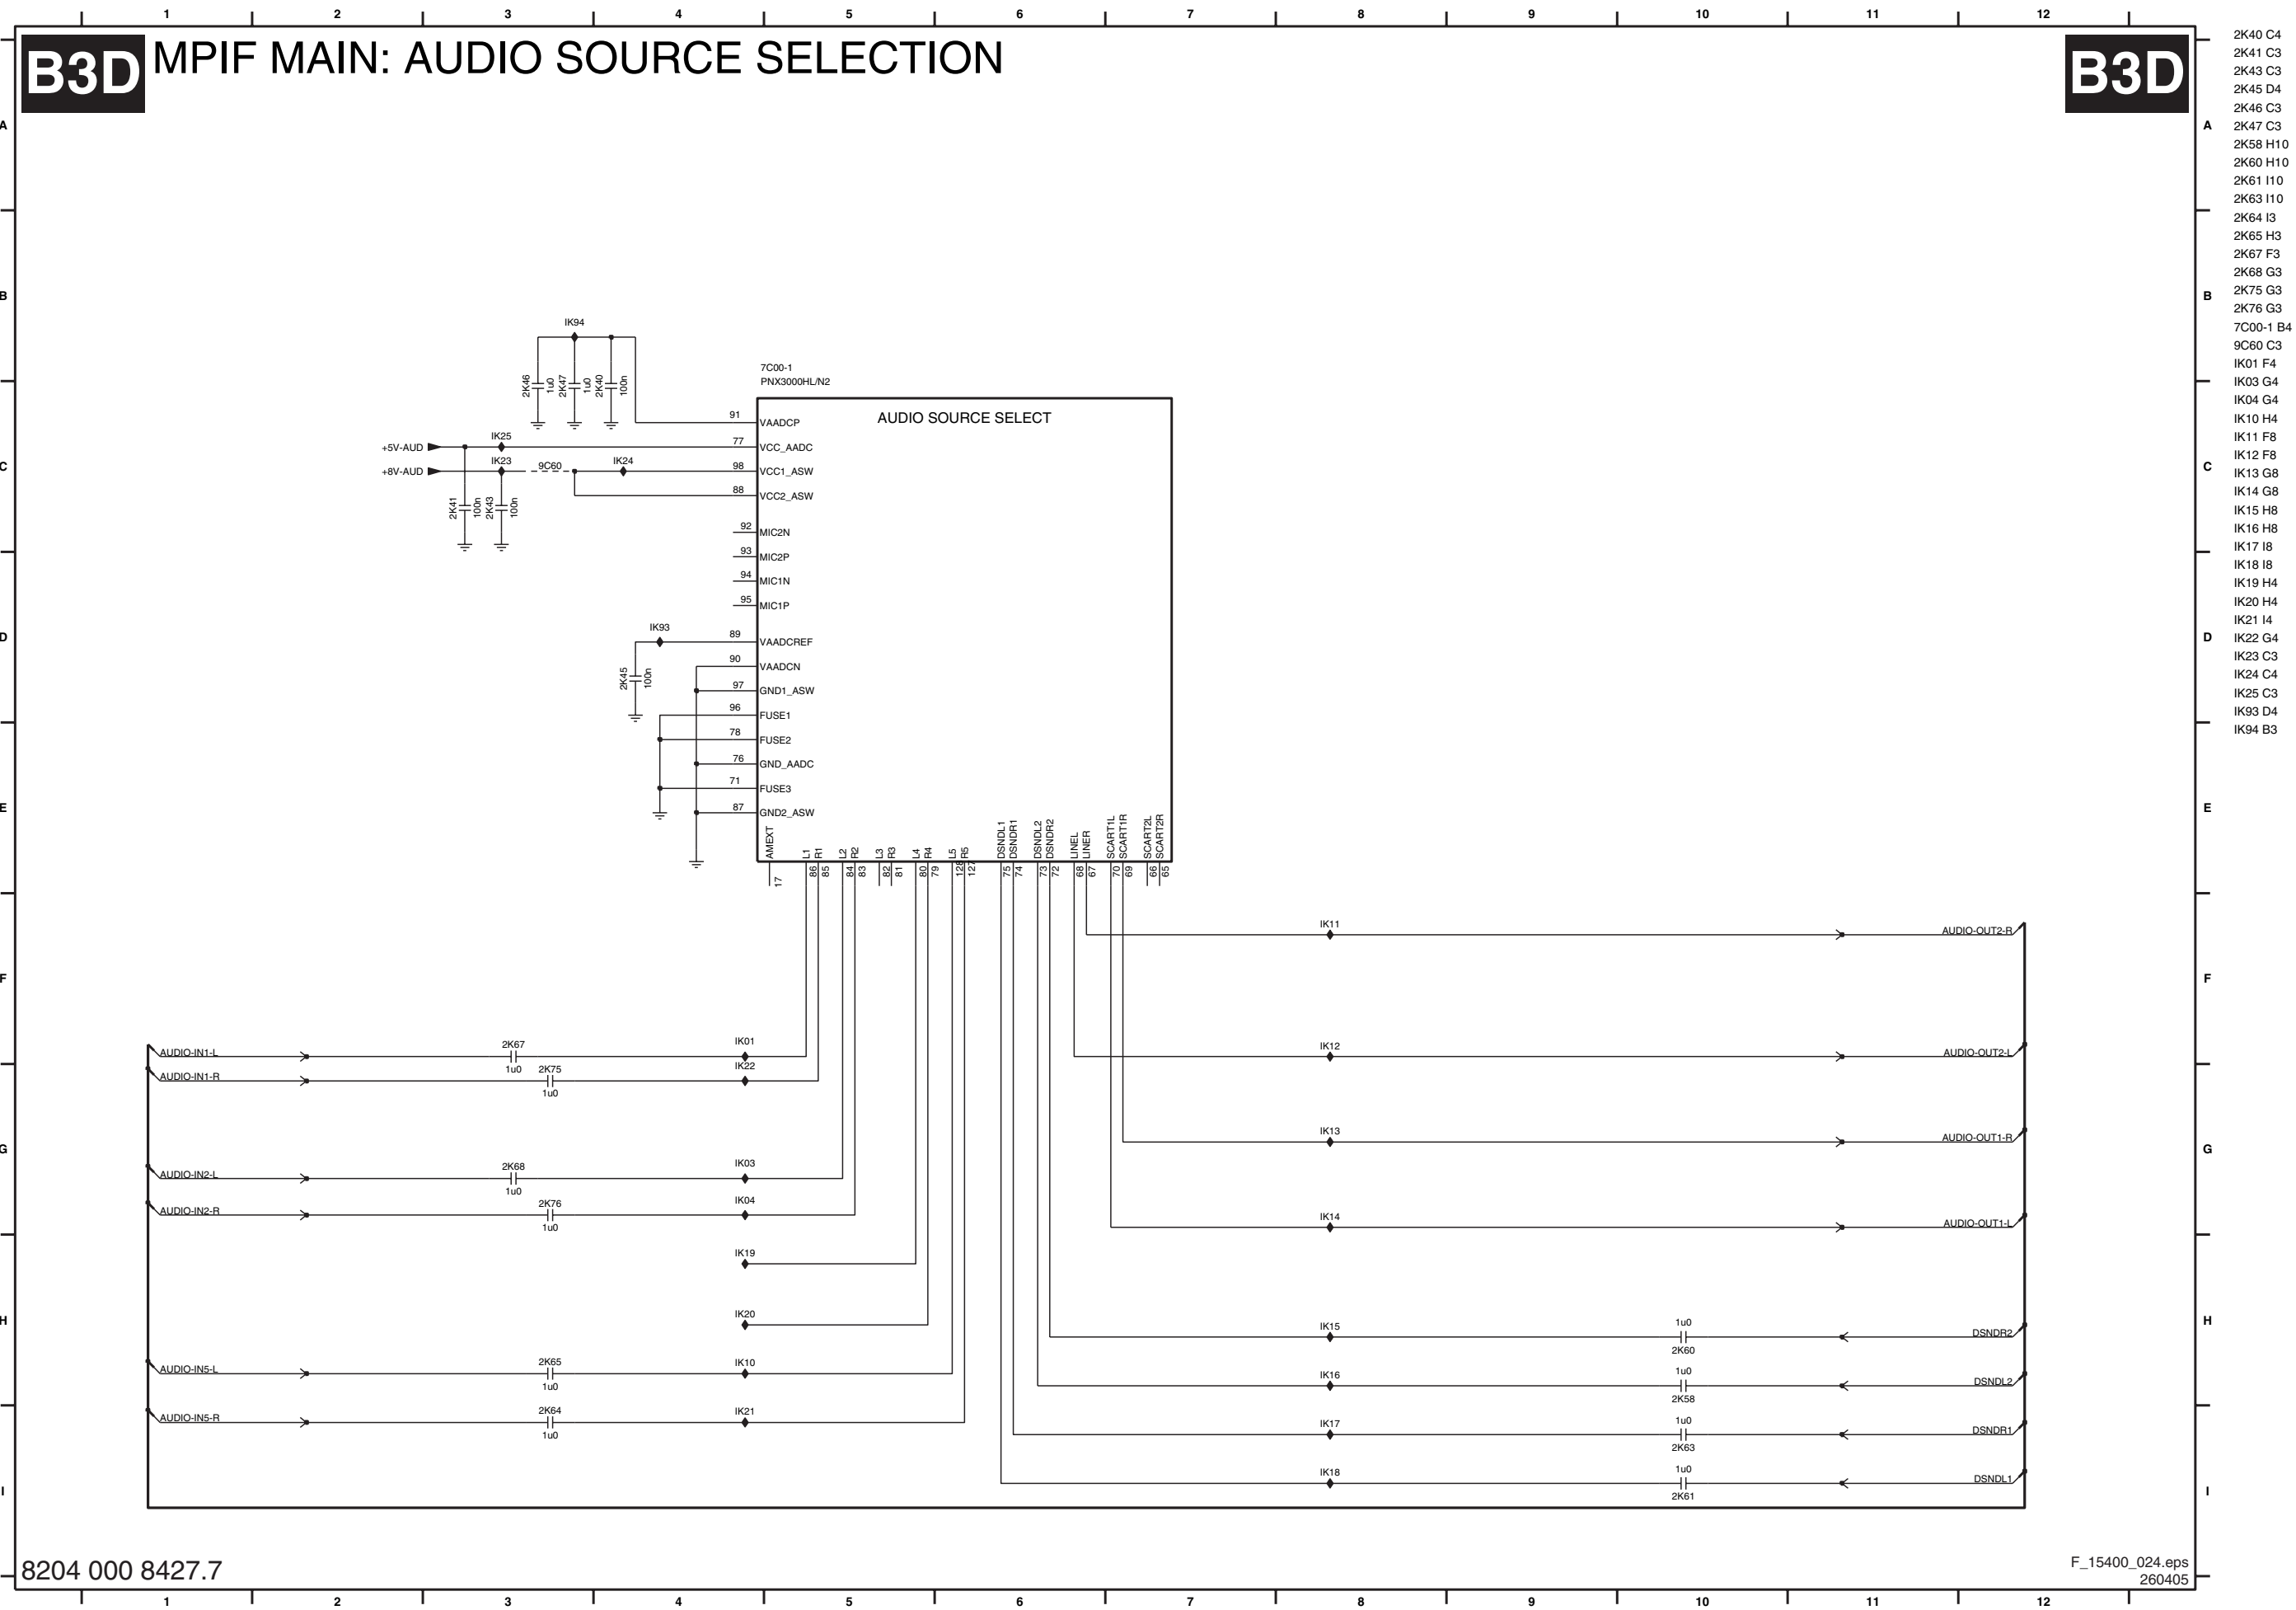 1 2 3 4 5 6 7 8 9 10 11 12
B3D MPIF MAIN: AUDIO SOURCE SELECTION B3D
A A
B B
C C
D D
E E
F F
G G
H H
I I
2K40 C4
2K41 C3
2K43 C3
2K45 D4
2K46 C3
2K47 C3
2K58 H10
2K60 H10
2K61 I10
2K63 I10
2K64 I3
2K65 H3
2K67 F3
2K68 G3
2K75 G3
2K76 G3
7C00-1 B4
9C60 C3
IK01 F4
IK03 G4
IK04 G4
IK10 H4
IK11 F8
IK12 F8
IK13 G8
IK14 G8
IK15 H8
IK16 H8
IK17 I8
IK18 I8
IK19 H4
IK20 H4
IK21 I4
IK22 G4
IK23 C3
IK24 C4
IK25 C3
IK93 D4
IK94 B3
IK94
2K46 1u0 2K47 1u0 2K40 100n
7C00-1
PNX3000HL/N2
AUDIO SOURCE SELECT
91 VAADCP
+5V-AUD IK25 77 VCC_AADC
+8V-AUD IK23 9C60 IK24 98 VCC1_ASW
88 VCC2_ASW
2K41 100n 2K43 100n
92 MIC2N
93 MIC2P
94 MIC1N
95 MIC1P
IK93 89 VAADCREF
90 VAADCN
2K45 100n
97 GND1_ASW
96 FUSE1
78 FUSE2
76 GND_AADC
71 FUSE3
87 GND2_ASW
AMEXT L1 R1 L2 R2 L3 R3 L4 R4 L5 R5 DSNDL1 DSNDR1 DSNDL2 DSNDR2 LINEL LINER SCART1L SCART1R SCART2L SCART2R
17 86 85 84 83 82 81 80 79 128 127 75 74 73 72 68 67 70 69 66 65
IK11 AUDIO-OUT2-R
AUDIO-IN1-L 2K67 1u0 IK01
IK12 AUDIO-OUT2-L
AUDIO-IN1-R 2K75 1u0 IK22
IK13 AUDIO-OUT1-R
AUDIO-IN2-L 2K68 1u0 IK03
AUDIO-IN2-R 2K76 1u0 IK04
IK14 AUDIO-OUT1-L
IK19
IK20
IK15 1u0 2K60 DSNDR2
AUDIO-IN5-L 2K65 1u0 IK10
IK16 1u0 2K58 DSNDL2
AUDIO-IN5-R 2K64 1u0 IK21
IK17 1u0 2K63 DSNDR1
IK18 1u0 2K61 DSNDL1
8204 000 8427.7
F_15400_024.eps
260405
1 2 3 4 5 6 7 8 9 10 11 12